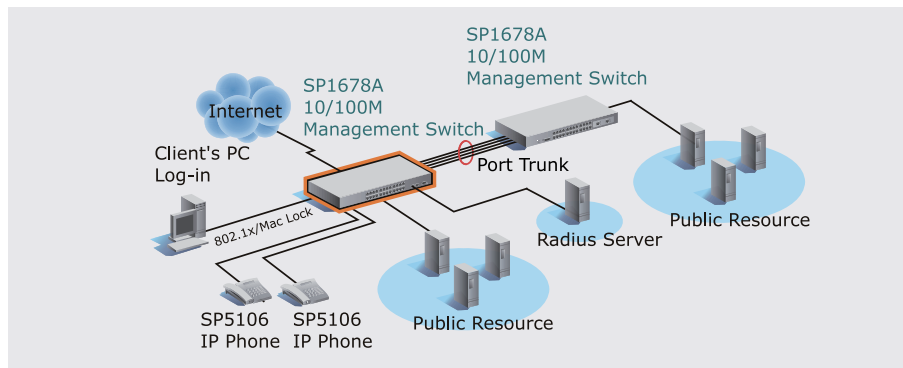 SP1678A
10/100M
Management Switch
SP1678A
10/100M
Management Switch
Internet
Client's PC
Log-in
Port Trunk
802.1x/Mac Lock
Radius Server
Public Resource
SP5106
IP Phone
SP5106
IP Phone
Public Resource